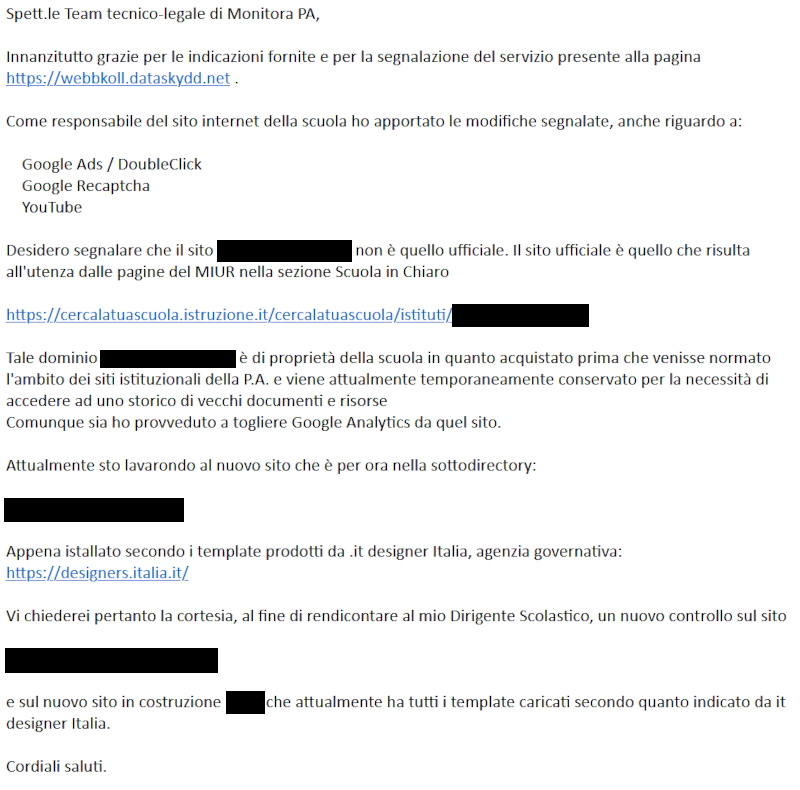 Spett.le Team tecnico-legale di Monitora PA,
Innanzitutto grazie per le indicazioni fornite e per la segnalazione del servizio presente alla pagina
https://webbkoll.dataskydd.net .
Come responsabile del sito internet della scuola ho apportato le modifiche segnalate, anche riguardo a:
Google Ads / DoubleClick
Google Recaptcha
YouTube
Desidero segnalare che il sito non è quello ufficiale. Il sito ufficiale è quello che risulta
all'utenza dalle pagine del MIUR nella sezione Scuola in Chiaro
https://cercalatuascuola.istruzione.it/cercalatuascuola/istituti/
Tale dominio è di proprietà della scuola in quanto acquistato prima che venisse normato
l'ambito dei siti istituzionali della P.A. e viene attualmente temporaneamente conservato per la necessità di
accedere ad uno storico di vecchi documenti e risorse
Comunque sia ho provveduto a togliere Google Analytics da quel sito.
Attualmente sto lavarondo al nuovo sito che è per ora nella sottodirectory:
Appena istallato secondo i template prodotti da .it designer Italia, agenzia governativa:
https://designers.italia.it/
Vi chiederei pertanto la cortesia, al fine di rendicontare al mio Dirigente Scolastico, un nuovo controllo sul sito
e sul nuovo sito in costruzione che attualmente ha tutti i template caricati secondo quanto indicato da it
designer Italia.
Cordiali saluti.